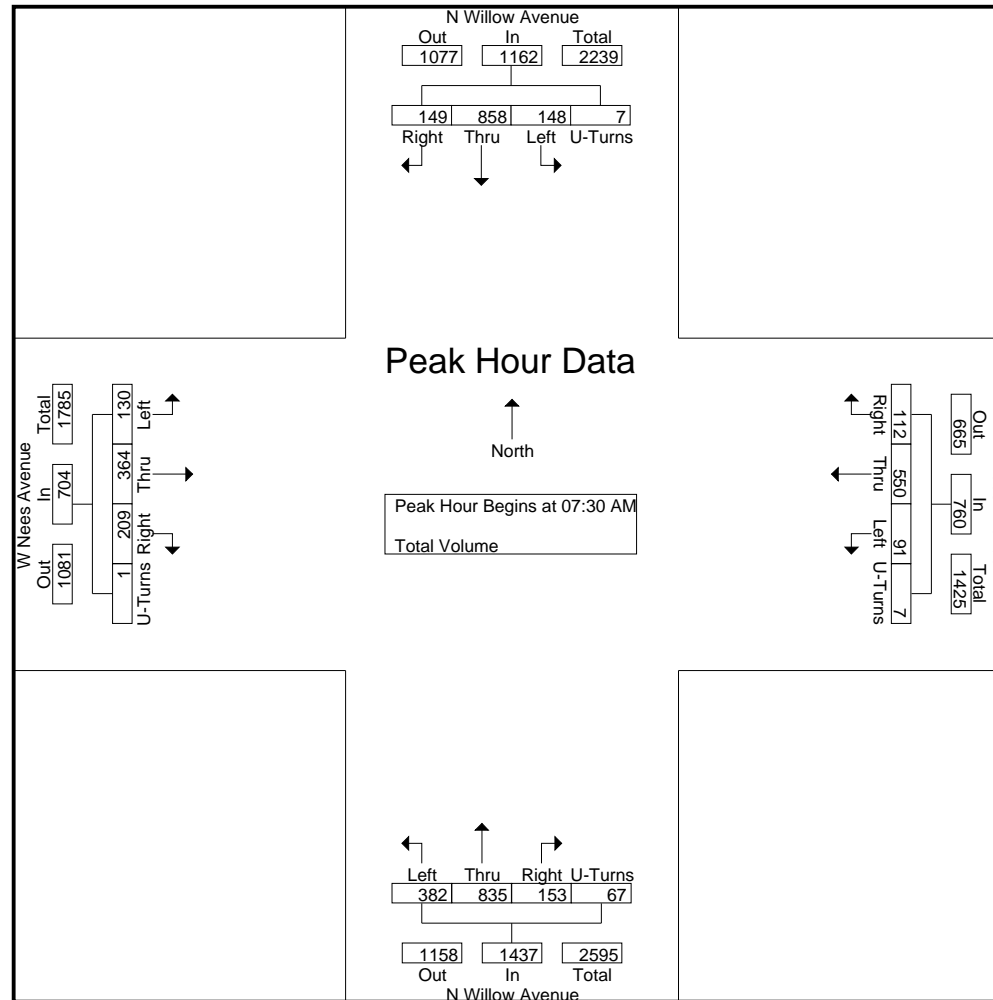 N Willow Avenue
Out In Total
1077 1162 2239
149 858 148 7
Right Thru Left U-Turns
Peak Hour Data
North
Peak Hour Begins at 07:30 AM
Total Volume
W Nees Avenue
Total In Out
1785 704 1081
130 364 209 1
Left Thru Right U-Turns
Out In Total
665 760 1425
112 550 91 7
Right Thru Left U-Turns
Left Thru Right U-Turns
382 835 153 67
1158 1437 2595
Out In Total
N Willow Avenue